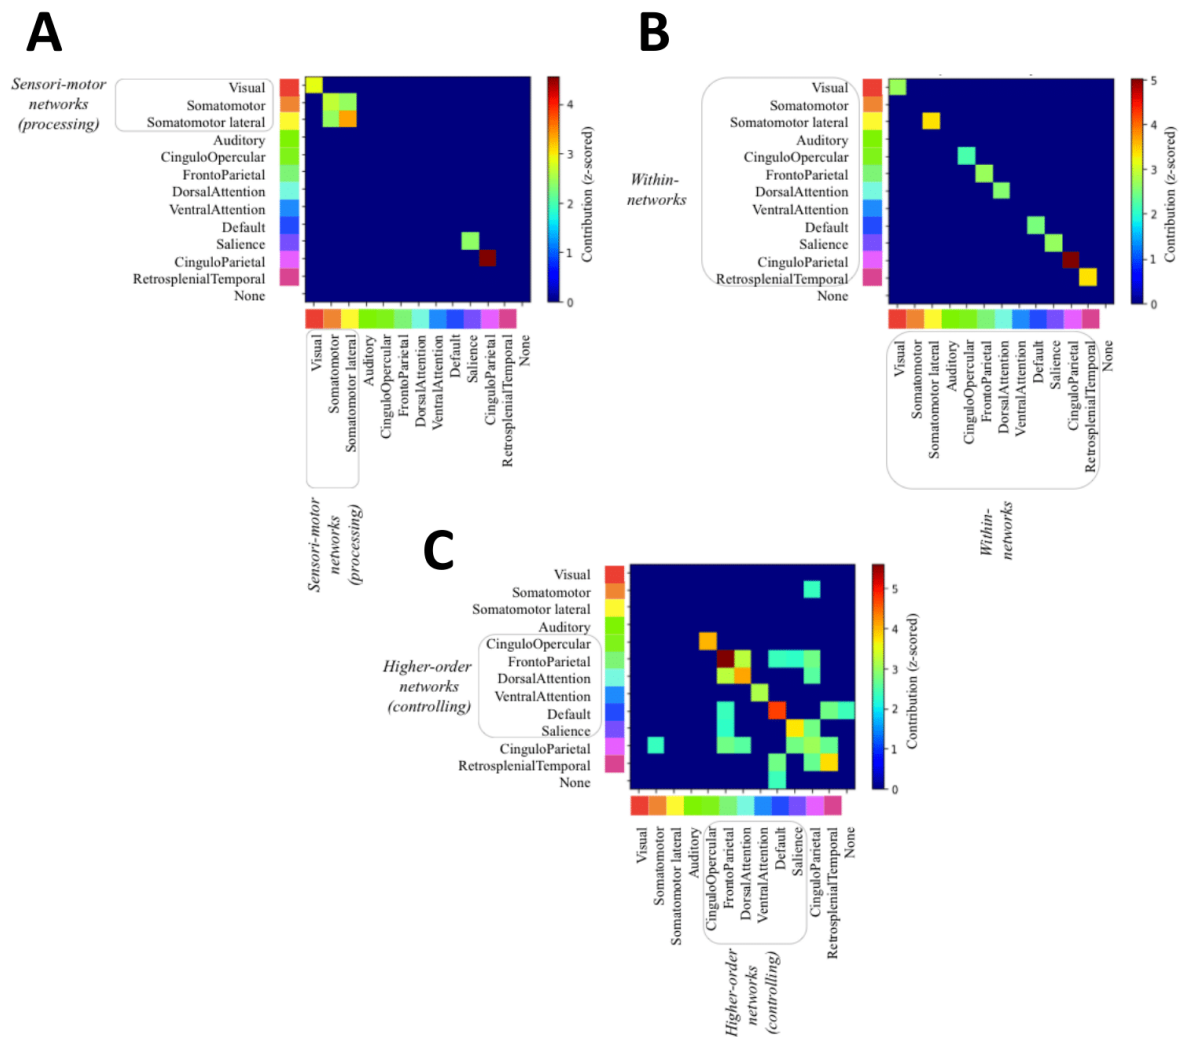 A
B
Sensori-motor
networks
(processing)
Visual
Somatomotor
Somatomotor lateral
Auditory
CinguloOpercular
FrontoParietal
DorsalAttention
VentralAttention
Default
Salience
CinguloParietal
RetrosplenialTemporal
None
4
3
2
1
0
Contribution (z-scored)
Visual
Somatomotor
Somatomotor lateral
Auditory
CinguloOpercular
FrontoParietal
DorsalAttention
VentralAttention
Default
Salience
CinguloParietal
RetrosplenialTemporal
None
Sensori-motor
networks
(processing)
Within-
networks
Visual
Somatomotor
Somatomotor lateral
Auditory
CinguloOpercular
FrontoParietal
DorsalAttention
VentralAttention
Default
Salience
CinguloParietal
RetrosplenialTemporal
None
5
4
3
2
1
0
Contribution (z-scored)
Visual
Somatomotor
Somatomotor lateral
Auditory
CinguloOpercular
FrontoParietal
DorsalAttention
VentralAttention
Default
Salience
CinguloParietal
RetrosplenialTemporal
None
Within-
networks
C
Higher-order
networks
(controlling)
Visual
Somatomotor
Somatomotor lateral
Auditory
CinguloOpercular
FrontoParietal
DorsalAttention
VentralAttention
Default
Salience
CinguloParietal
RetrosplenialTemporal
None
5
4
3
2
1
0
Contribution (z-scored)
Visual
Somatomotor
Somatomotor lateral
Auditory
CinguloOpercular
FrontoParietal
DorsalAttention
VentralAttention
Default
Salience
CinguloParietal
RetrosplenialTemporal
None
Higher-order
networks
(controlling)